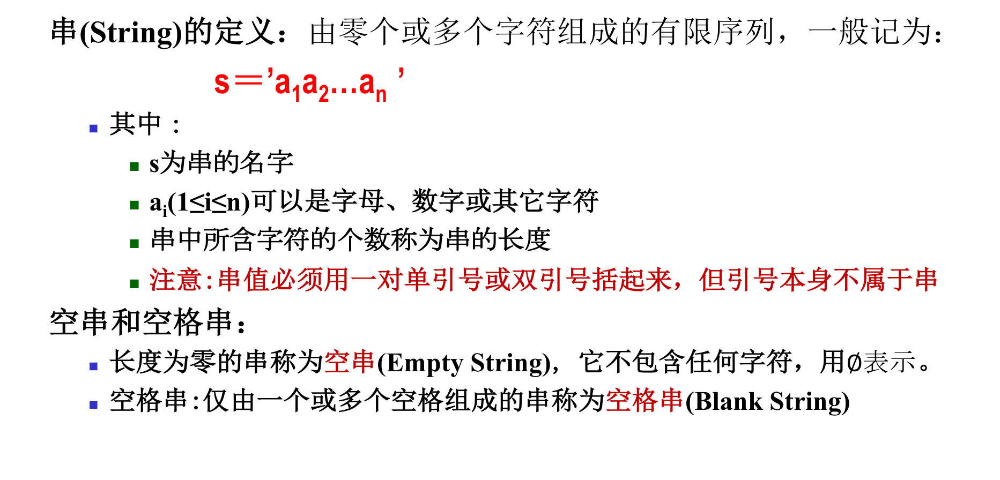 串(String)的定义：由零个或多个字符组成的有限序列，一般记为：
s＝’a1a2…an ’
其中：
s为串的名字
ai(1≤i≤n)可以是字母、数字或其它字符
串中所含字符的个数称为串的长度
注意:串值必须用一对单引号或双引号括起来，但引号本身不属于串
空串和空格串：
长度为零的串称为空串(Empty String)，它不包含任何字符，用∅表示。
空格串:仅由一个或多个空格组成的串称为空格串(Blank String)